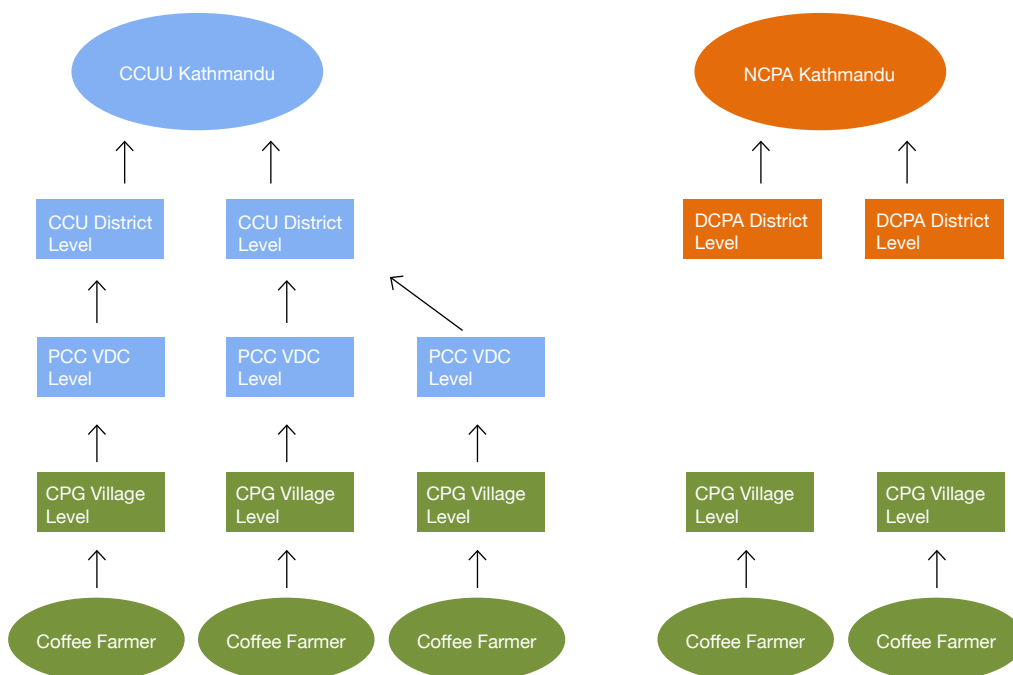 CCUU Kathmandu
NCPA Kathmandu
CCU District
Level
CCU District
Level
DCPA District
Level
DCPA District
Level
PCC VDC
Level
PCC VDC
Level
PCC VDC
Level
CPG Village
Level
CPG Village
Level
CPG Village
Level
CPG Village
Level
CPG Village
Level
Coffee Farmer
Coffee Farmer
Coffee Farmer
Coffee Farmer
Coffee Farmer